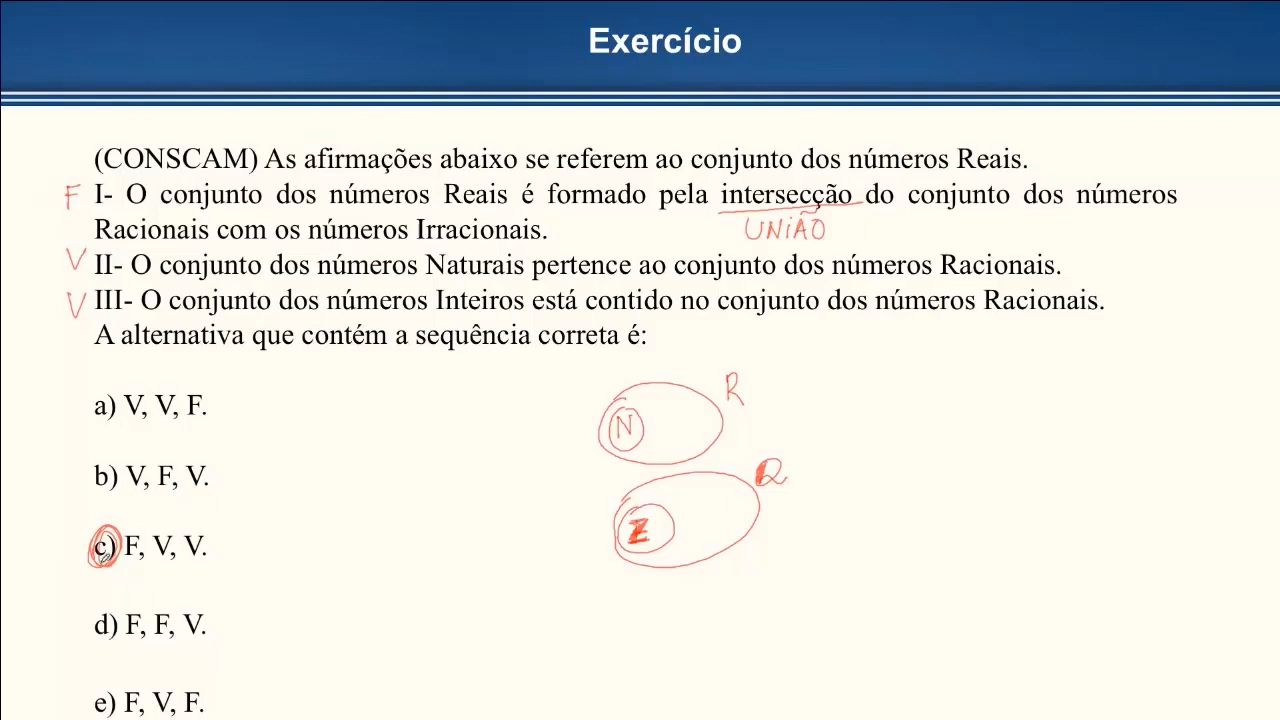 Exercício
(CONSCAM) As afirmações abaixo se referem ao conjunto dos números Reais.
F I- O conjunto dos números Reais é formado pela intersecção do conjunto dos números
Racionais com os números Irracionais.
UNIÃO
V II- O conjunto dos números Naturais pertence ao conjunto dos números Racionais.
V III- O conjunto dos números Inteiros está contido no conjunto dos números Racionais.
A alternativa que contém a sequência correta é:
R
a) V, V, F.
N
b) V, F, V.
Q
Z
c) F, V, V.
d) F, F, V.
e) F, V, F.